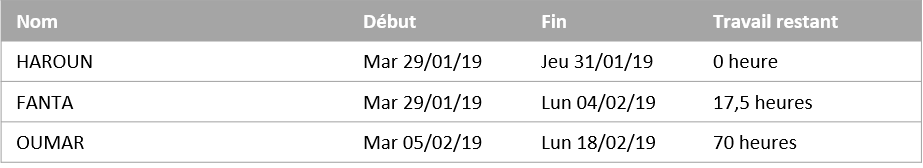 Nom Début Fin Travail restant
HAROUN Mar 29/01/19 Jeu 31/01/19 0 heure
FANTA Mar 29/01/19 Lun 04/02/19 17,5 heures
OUMAR Mar 05/02/19 Lun 18/02/19 70 heures